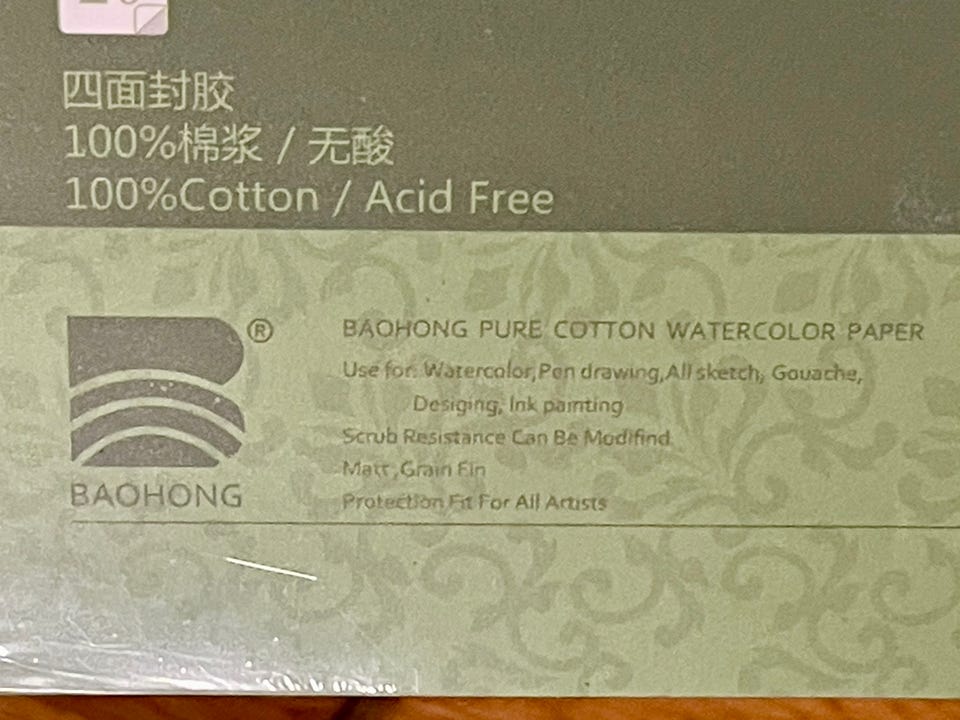 四面封胶
100%棉浆 / 无酸
100%Cotton / Acid Free
®
BAOHONG
BAOHONG PURE COTTON WATERCOLOR PAPER
Use for: Watercolor,Pen drawing,All sketch, Gouache,
Desiging, Ink painting
Scrub Resistance Can Be Modifind
Matt ,Grain Fin
Protection Fit For All Artists